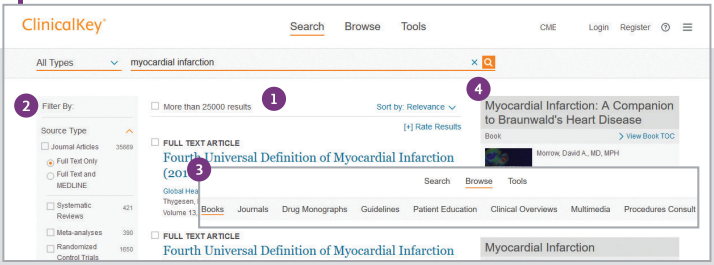 ClinicalKey®
Search Browse Tools
CME Login Register ? ≡
All Types myocardial infarction ×
1
2
Filter By:
Source Type
Journal Articles 35669
Full Text Only
Full Text and
MEDLINE
Systematic 421
Reviews
Meta-analyses 390
Randomized 1650
Control Trials
More than 25000 results
Sort by: Relevance
[+] Rate Results
FULL TEXT ARTICLE
Fourth Universal Definition of Myocardial Infarction
(201
Global Hea
Thygesen,
Volume 13,
3
Search Browse Tools
Books Journals Drug Monographs Guidelines Patient Education Clinical Overviews Multimedia Procedures Consult
FULL TEXT ARTICLE
Fourth Universal Definition of Myocardial Infarction
4
Myocardial Infarction: A Companion
to Braunwald's Heart Disease
Book > View Book TOC
Morrow, David A., MD, MPH
Myocardial Infarction